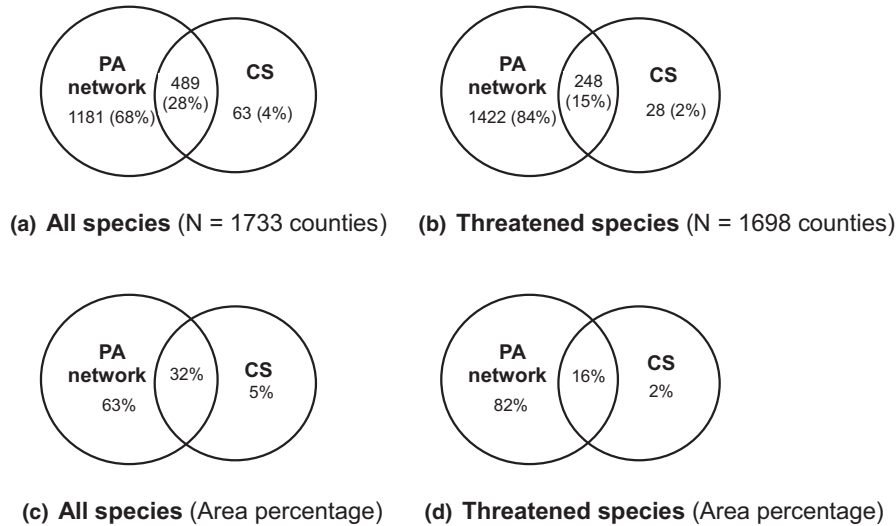 PA
network
1181 (68%)
489
(28%)
CS
63 (4%)
(a) All species (N = 1733 counties)
PA
network
1422 (84%)
248
(15%)
CS
28 (2%)
(b) Threatened species (N = 1698 counties)
PA
network
63%
32%
CS
5%
(c) All species (Area percentage)
PA
network
82%
16%
CS
2%
(d) Threatened species (Area percentage)